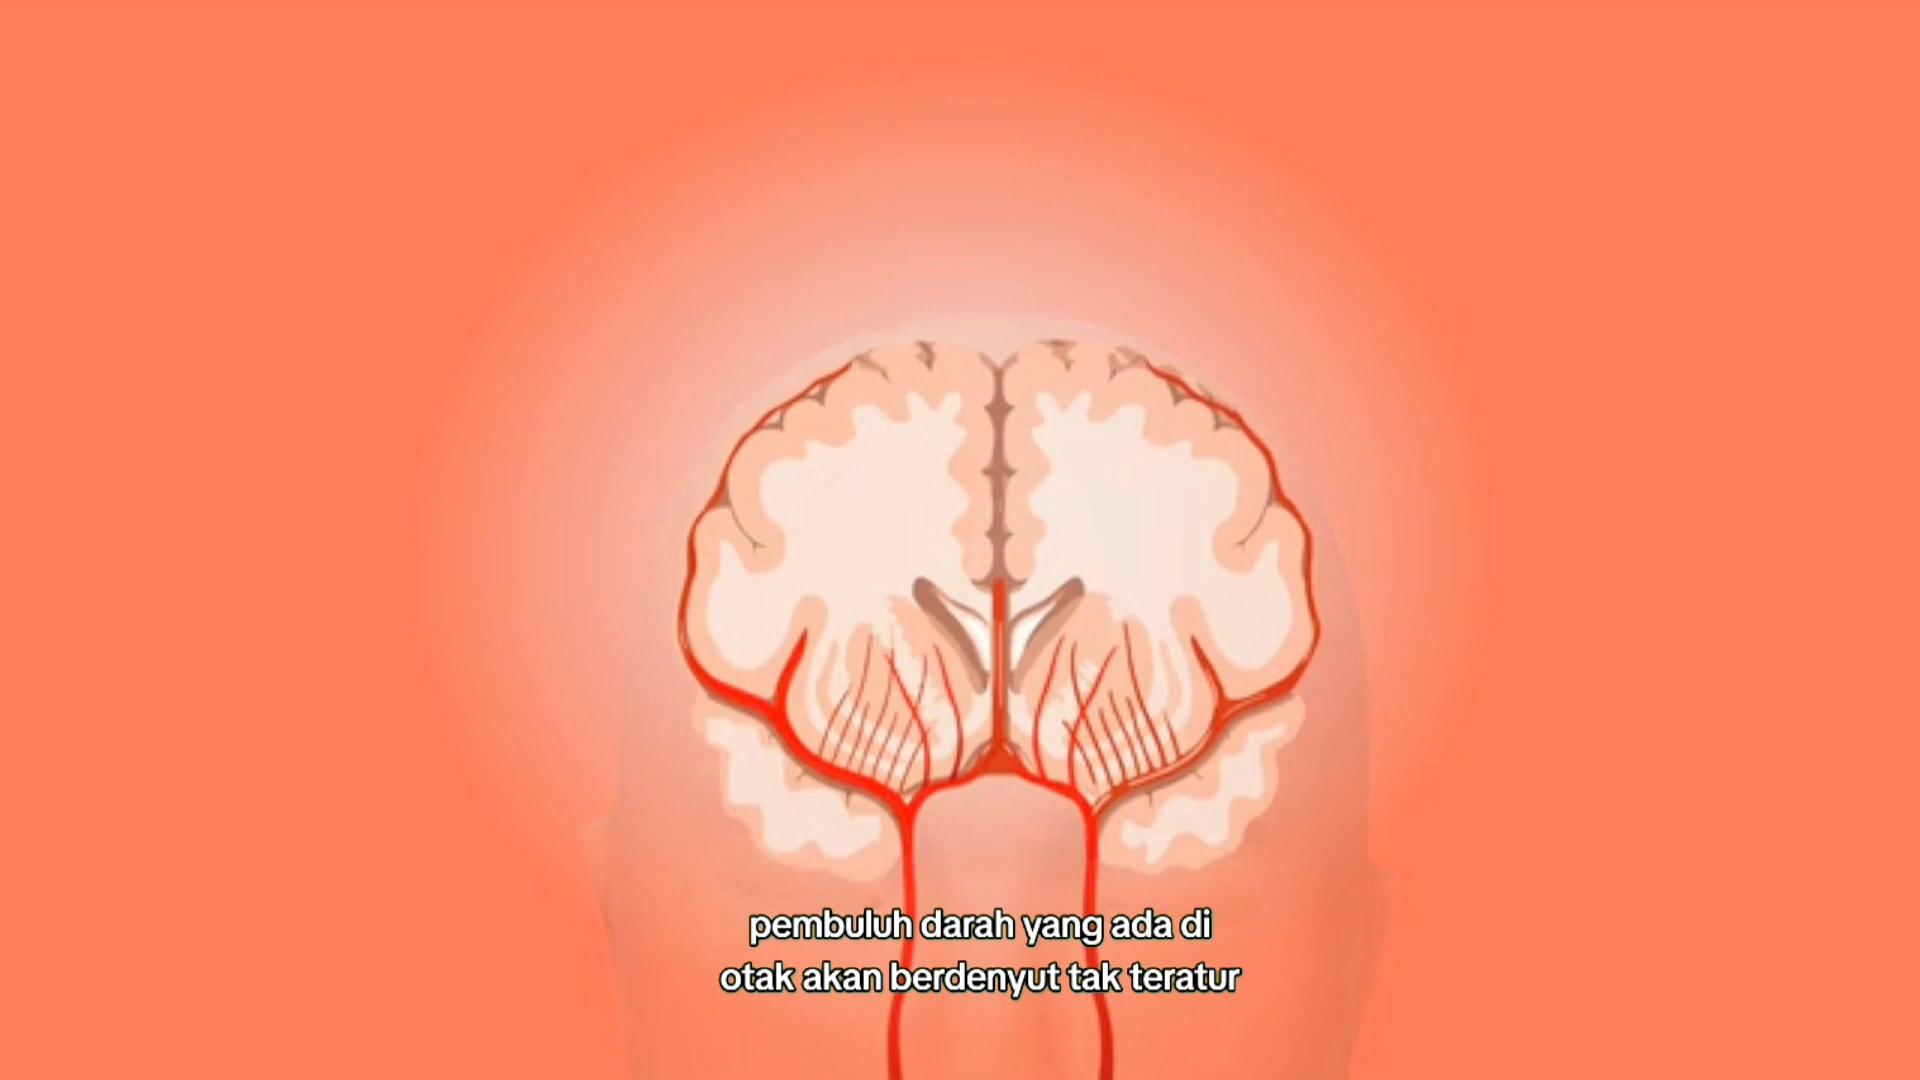 pembuluh darah yang ada di
otak akan berdenyut tak teratur